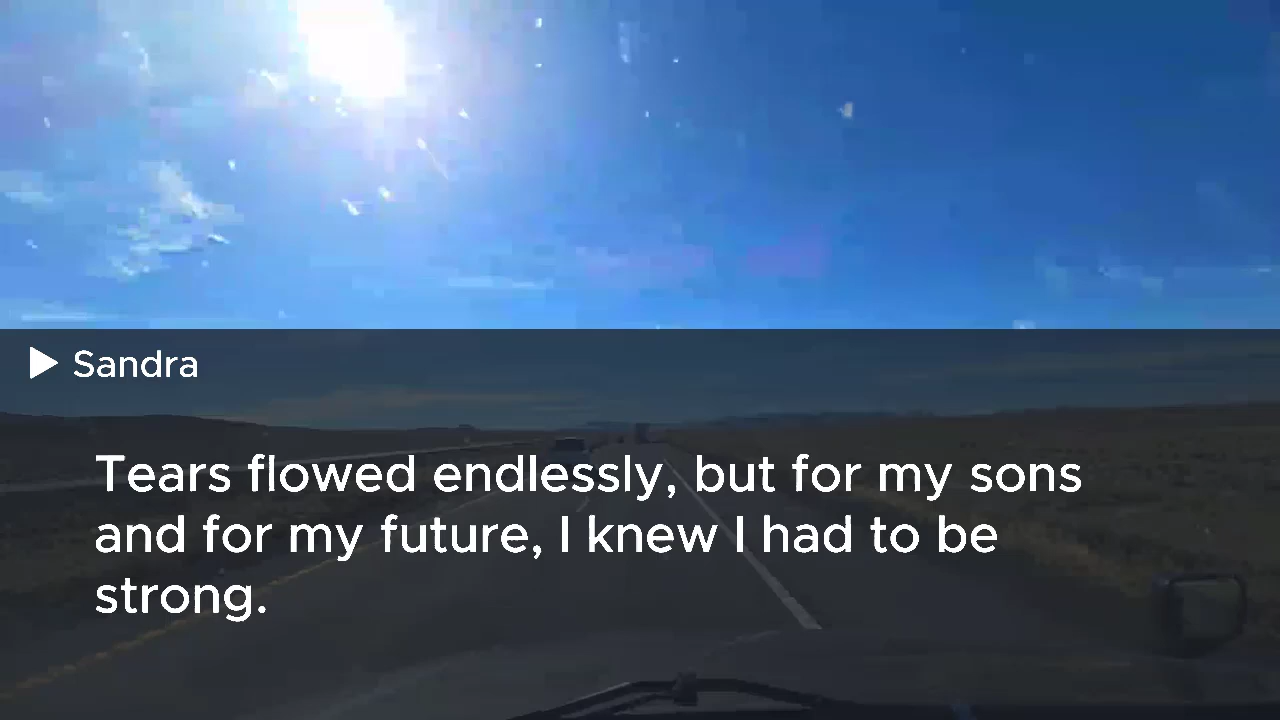 Sandra
Tears flowed endlessly, but for my sons
and for my future, I knew I had to be
strong.